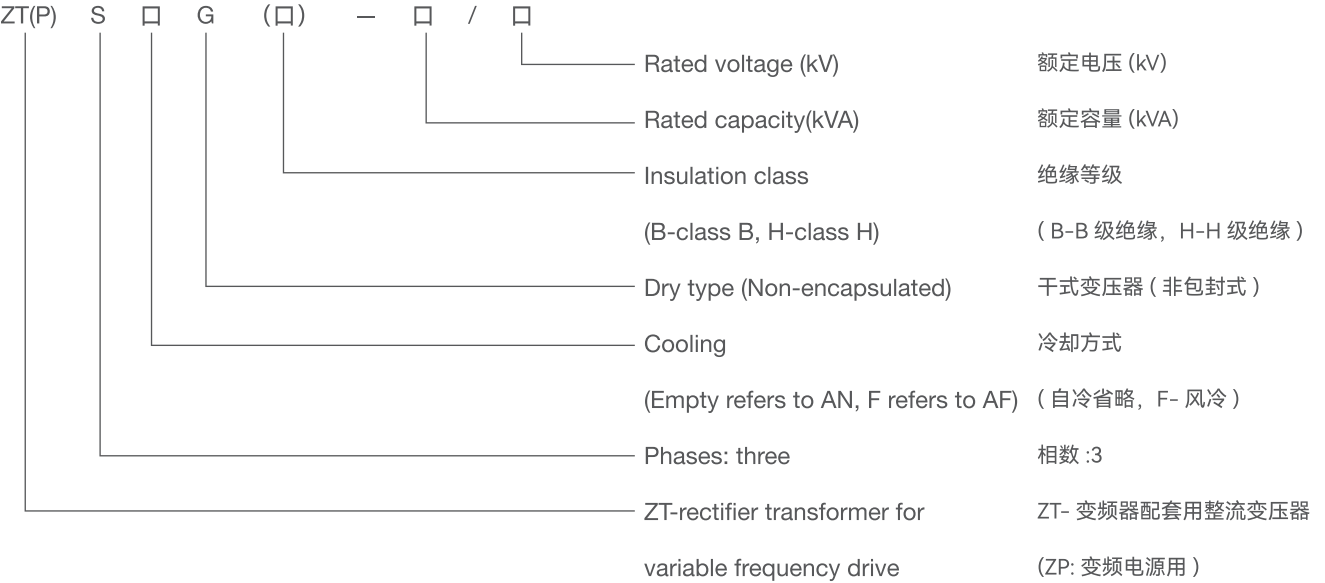 ZT(P) S 口 G (口) — 口 / 口
Rated voltage (kV) 额定电压 (kV)
Rated capacity(kVA) 额定容量 (kVA)
Insulation class 绝缘等级
(B-class B, H-class H) ( B-B 级绝缘，H-H 级绝缘 )
Dry type (Non-encapsulated) 干式变压器 ( 非包封式 )
Cooling 冷却方式
(Empty refers to AN, F refers to AF) ( 自冷省略，F- 风冷 )
Phases: three 相数 :3
ZT-rectifier transformer for ZT- 变频器配套用整流变压器
variable frequency drive (ZP: 变频电源用 )